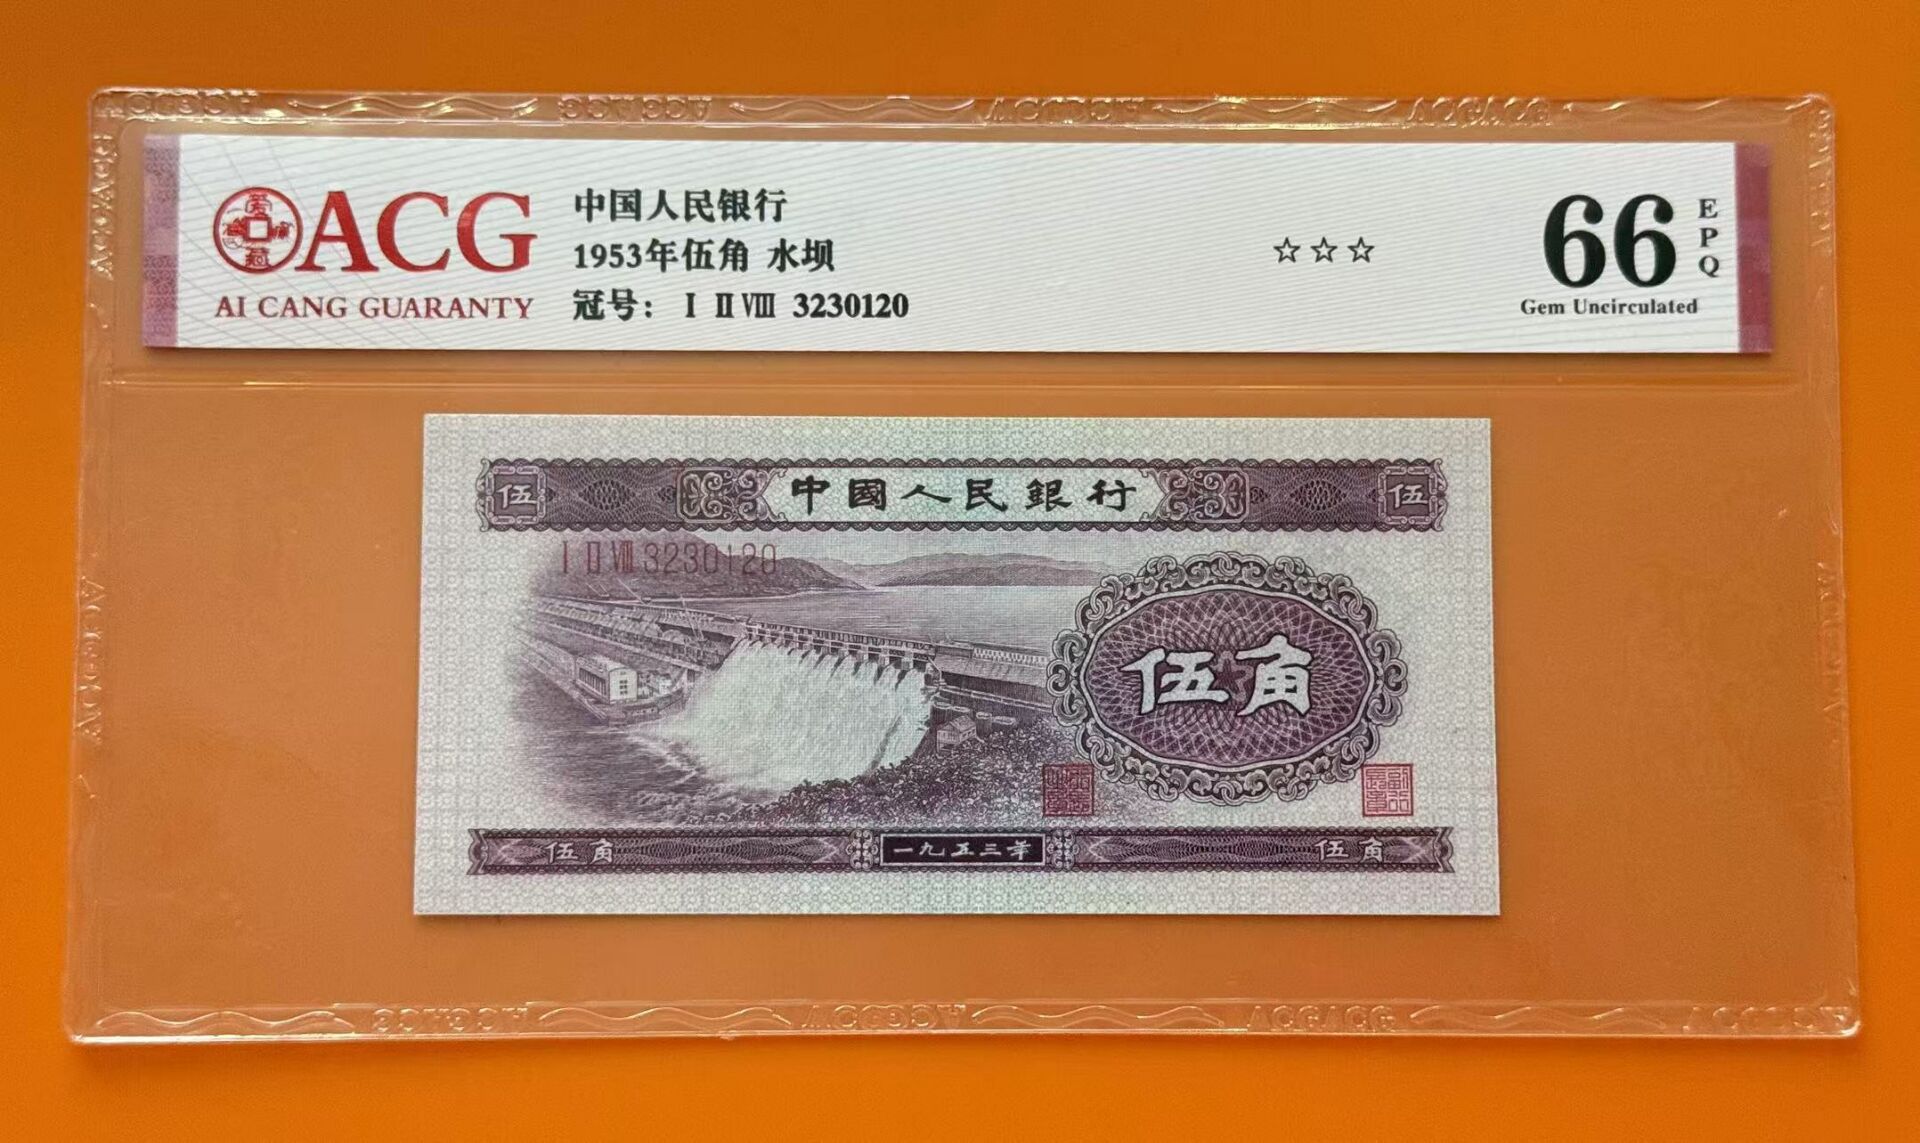 ACG
AI CANG GUARANTY
中国人民银行
1953年伍角 水坝
冠号： Ⅰ Ⅱ Ⅷ 3230120
☆☆☆
66
EPQ
Gem Uncirculated
伍
中國人民銀行
伍
Ⅰ Ⅱ Ⅷ 3230120
伍角
伍角
一九五三年
伍角